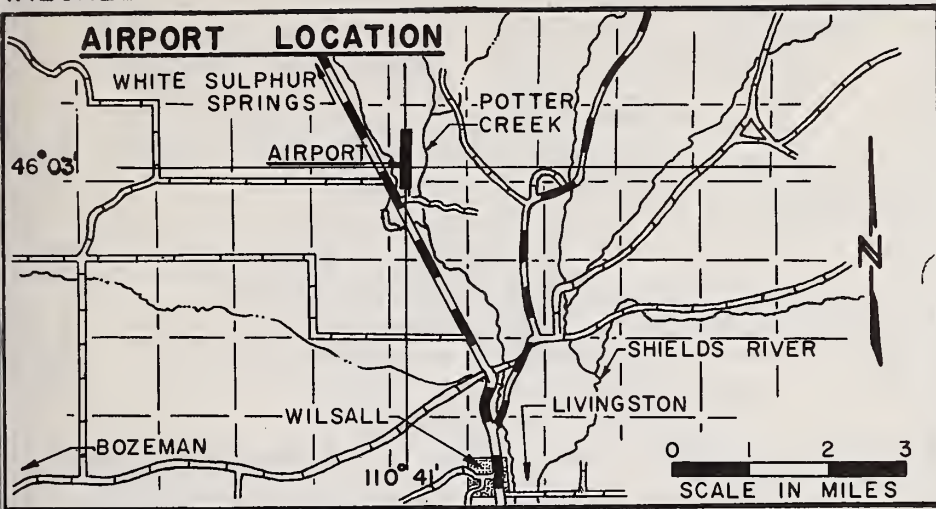 AIRPORT LOCATION
WHITE SULPHUR
SPRINGS
POTTER
CREEK
AIRPORT
46°03'
N
SHIELDS RIVER
WILSALL
LIVINGSTON
BOZEMAN
110°41'
0 1 2 3
SCALE IN MILES